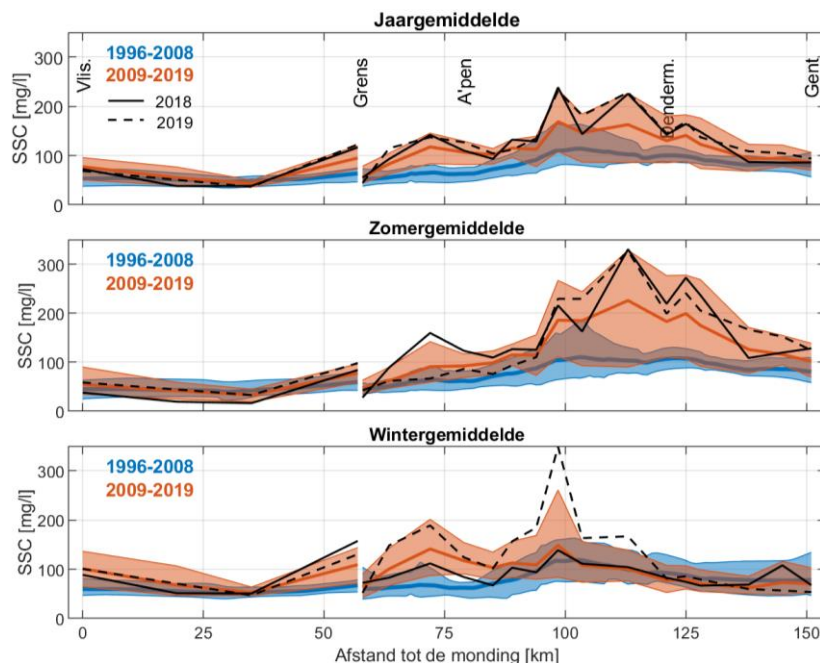 Jaargemiddelde
300
200
100
0
SSC [mg/l]
1996-2008
2009-2019
2018
2019
Vlis.
Grens
A'pen
Denderm.
Gent
Zomergemiddelde
300
200
100
0
SSC [mg/l]
1996-2008
2009-2019
Wintergemiddelde
300
200
100
0
SSC [mg/l]
1996-2008
2009-2019
0 25 50 75 100 125 150
Afstand tot de monding [km]